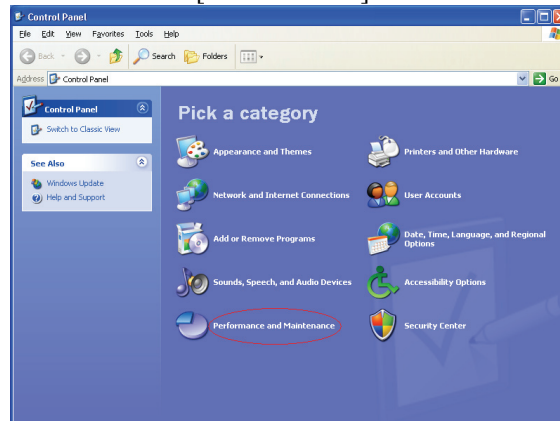 Control Panel
File Edit View Favorites Tools Help
Back Search Folders
Address Control Panel Go
Control Panel
Switch to Classic View
See Also
Windows Update
Help and Support
Pick a category
Appearance and Themes
Printers and Other Hardware
Network and Internet Connections
User Accounts
Add or Remove Programs
Date, Time, Language, and Regional
Options
Sounds, Speech, and Audio Devices
Accessibility Options
Performance and Maintenance
Security Center